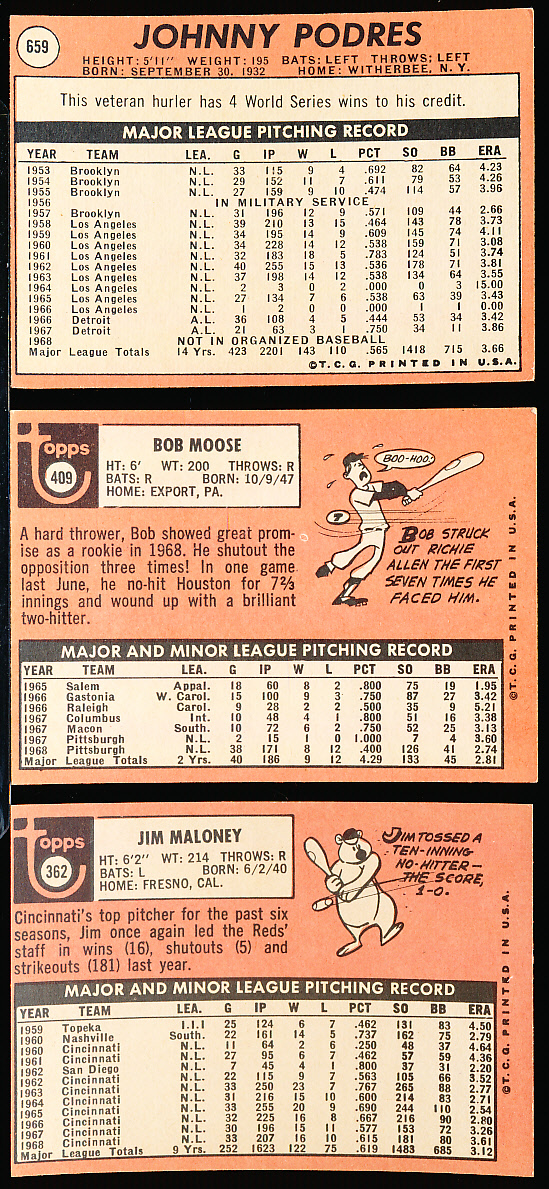 659
JOHNNY PODRES
HEIGHT: 5'11" WEIGHT: 195 BATS: LEFT THROWS: LEFT
BORN: SEPTEMBER 30, 1932 HOME: WITHERBEE, N. Y.
This veteran hurler has 4 World Series wins to his credit.
MAJOR LEAGUE PITCHING RECORD
YEAR TEAM LEA. G IP W L PCT SO BB ERA
1953 Brooklyn N.L. 33 115 9 4 .692 82 64 4.23
1954 Brooklyn N.L. 29 152 11 7 .611 79 53 4.26
1955 Brooklyn N.L. 27 159 9 10 .474 114 57 3.96
1956 IN MILITARY SERVICE
1957 Brooklyn N.L. 31 196 12 9 .571 109 44 2.66
1958 Los Angeles N.L. 39 210 13 15 .464 143 78 3.73
1959 Los Angeles N.L. 34 195 14 9 .609 145 74 4.11
1960 Los Angeles N.L. 34 228 14 12 .538 159 71 3.08
1961 Los Angeles N.L. 32 183 18 5 .783 124 51 3.74
1962 Los Angeles N.L. 40 255 15 13 .536 178 71 3.81
1963 Los Angeles N.L. 37 198 14 12 .538 134 64 3.55
1964 Los Angeles N.L. 2 3 0 2 .000 0 3 15.00
1965 Los Angeles N.L. 27 134 7 6 .538 63 39 3.43
1966 Los Angeles N.L. 1 2 0 0 .000 1 1 0.00
1966 Detroit A.L. 36 108 4 5 .444 53 34 3.42
1967 Detroit A.L. 21 63 3 1 .750 34 11 3.86
1968 NOT IN ORGANIZED BASEBALL
Major League Totals 14 Yrs. 423 2201 143 110 .565 1418 715 3.66
©T.C.G. PRINTED IN U.S.A.
topps
409
BOB MOOSE
HT: 6' WT: 200 THROWS: R
BATS: R BORN: 10/9/47
HOME: EXPORT, PA.
BOO-HOO!
?
A hard thrower, Bob showed great prom-
ise as a rookie in 1968. He shutout the
opposition three times! In one game
last June, he no-hit Houston for 7⅔
innings and wound up with a brilliant
two-hitter.
BOB STRUCK
OUT RICHIE
ALLEN THE FIRST
SEVEN TIMES HE
FACED HIM.
MAJOR AND MINOR LEAGUE PITCHING RECORD
YEAR TEAM LEA. G IP W L PCT SO BB ERA
1965 Salem Appal. 18 60 8 2 .800 75 19 1.95
1966 Gastonia W. Carol. 15 100 9 3 .750 87 27 3.42
1966 Raleigh Carol. 9 28 2 2 .500 35 9 5.21
1967 Columbus Int. 10 48 4 1 .800 51 16 3.38
1967 Macon South. 10 72 6 2 .750 52 25 3.13
1967 Pittsburgh N.L. 2 15 1 0 1.000 7 4 3.60
1968 Pittsburgh N.L. 38 171 8 12 .400 126 41 2.74
Major League Totals 2 Yrs. 40 186 9 12 4.29 133 45 2.81
©T.C.G. PRINTED IN U.S.A.
topps
362
JIM MALONEY
HT: 6'2" WT: 214 THROWS: R
BATS: L BORN: 6/2/40
HOME: FRESNO, CAL.
Cincinnati's top pitcher for the past six
seasons, Jim once again led the Reds'
staff in wins (16), shutouts (5) and
strikeouts (181) last year.
JIM TOSSED A
TEN-INNING
NO-HITTER—
THE SCORE,
1-0.
MAJOR AND MINOR LEAGUE PITCHING RECORD
YEAR TEAM LEA. G IP W L PCT SO BB ERA
1959 Topeka I.I.I 25 124 6 7 .462 131 83 4.50
1960 Nashville South. 22 161 14 5 .737 162 75 2.79
1960 Cincinnati N.L. 11 64 2 6 .250 48 37 4.64
1961 Cincinnati N.L. 27 95 6 7 .462 57 59 4.36
1962 San Diego P.C.L. 7 45 4 1 .800 37 31 2.20
1962 Cincinnati N.L. 22 115 9 7 .563 105 66 3.52
1963 Cincinnati N.L. 33 250 23 7 .767 265 88 2.77
1964 Cincinnati N.L. 31 216 15 10 .600 214 83 2.71
1965 Cincinnati N.L. 33 255 20 9 .690 244 110 2.54
1966 Cincinnati N.L. 32 225 16 8 .667 216 90 2.80
1967 Cincinnati N.L. 30 196 15 11 .577 153 72 3.26
1968 Cincinnati N.L. 33 207 16 10 .615 181 80 3.61
Major League Totals 9 Yrs. 252 1623 122 75 .619 1483 685 3.12
©T.C.G. PRINTED IN U.S.A.